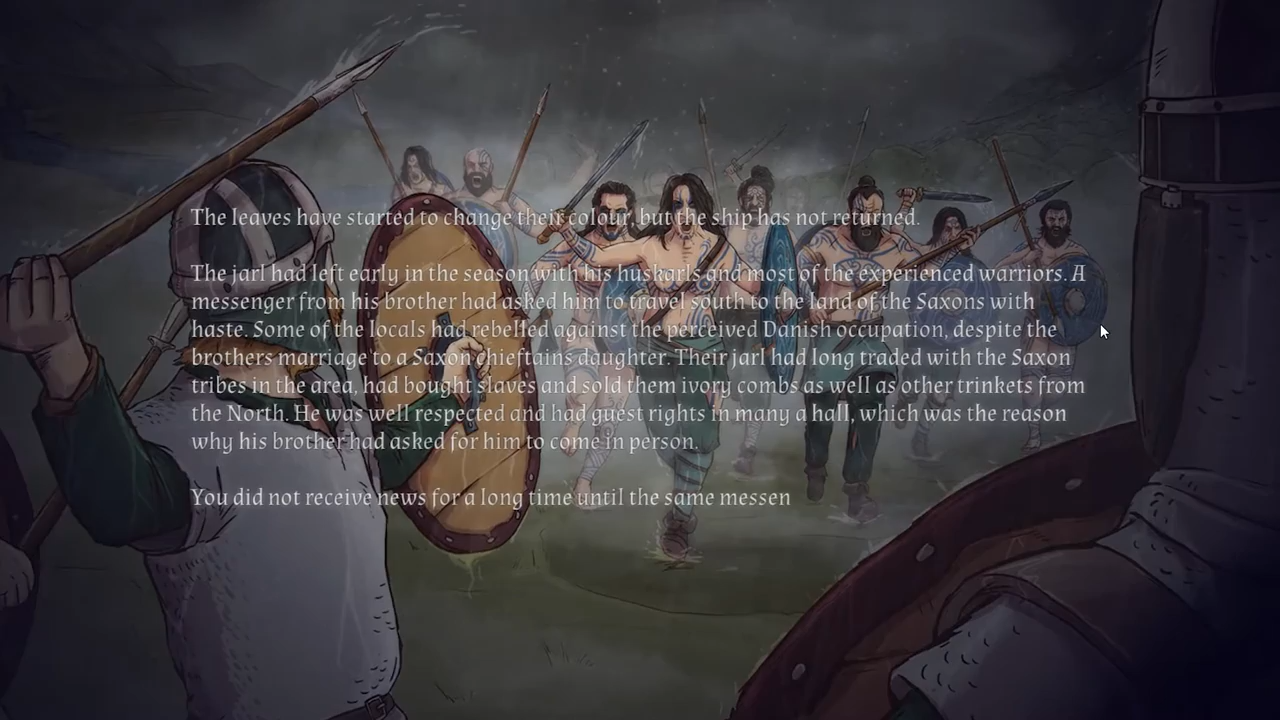 The leaves have started to change their colour, but the ship has not returned.
The jarl had left early in the season with his huskarls and most of the experienced warriors. A
messenger from his brother had asked him to travel south to the land of the Saxons with
haste. Some of the locals had rebelled against the perceived Danish occupation, despite the
brothers marriage to a Saxon chieftains daughter. Their jarl had long traded with the Saxon
tribes in the area, had bought slaves and sold them ivory combs as well as other trinkets from
the North. He was well respected and had guest rights in many a hall, which was the reason
why his brother had asked for him to come in person.
You did not receive news for a long time until the same messen